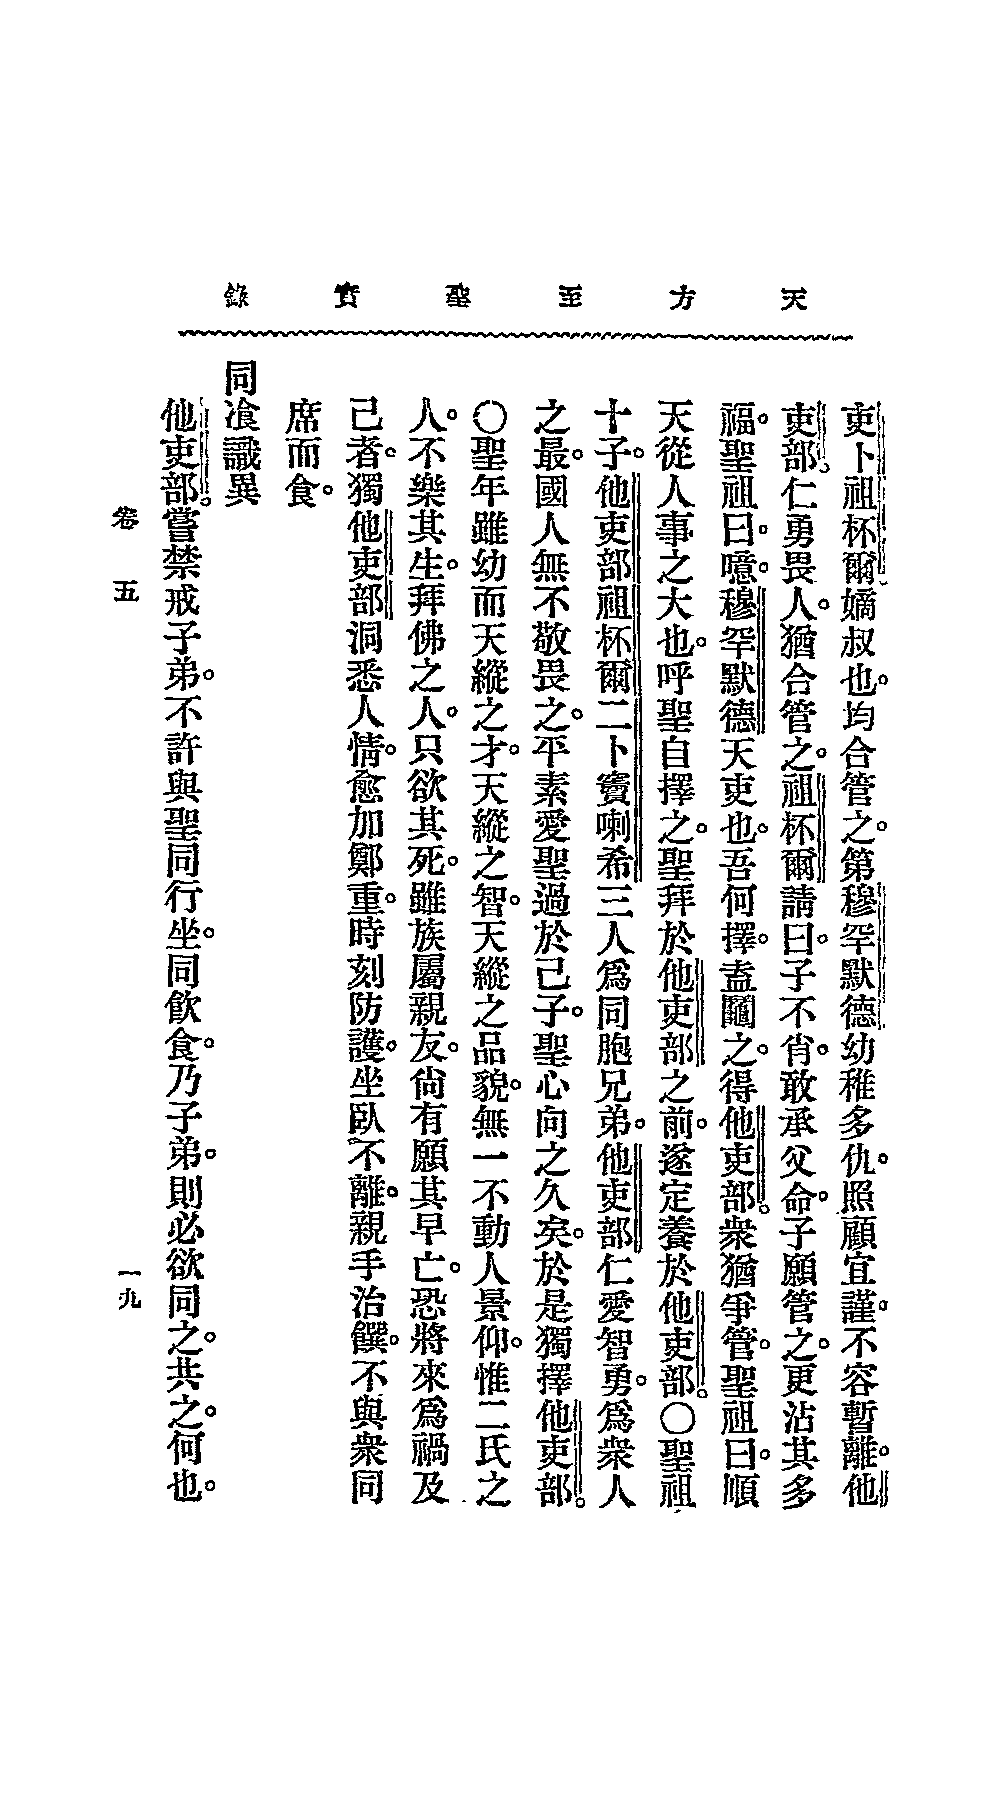 天方至聖實錄
吏卜祖杯爾嬌叔也。均合管之。第穆罕默德幼稚多仇。照顧宜謹。不容暫離。他
吏部。仁勇畏人。猶合管之。祖杯爾請曰。子不肖。敢承父命。子願管之。更沾其多
福。聖祖曰。噫。穆罕默德天吏也。吾何擇。盍鬮之。得他吏部。衆猶爭管。聖祖曰。順
天從人事之大也。呼聖自擇之。聖拜於他吏部之前。遂定養於他吏部。〇聖祖
十子。他吏部祖杯爾二卜竇喇希三人爲同胞兄弟。他吏部仁愛智勇。爲衆人
之最。國人無不敬畏之。平素愛聖過於己子。聖心向之久矣。於是獨擇他吏部。
〇聖年雖幼而天縱之才。天縱之智。天縱之品貌。無一不動人景仰。惟二氏之
人。不樂其生。拜佛之人。只欲其死。雖族屬親友。尙有願其早亡。恐將來爲禍及
己者。獨他吏部洞悉人情。愈加鄭重。時刻防護。坐臥不離。親手治饌。不與衆同
席而食。
同飡識異
他吏部。嘗禁戒子弟。不許與聖同行坐。同飲食。乃子弟。則必欲同之。共之。何也。
卷五 一九